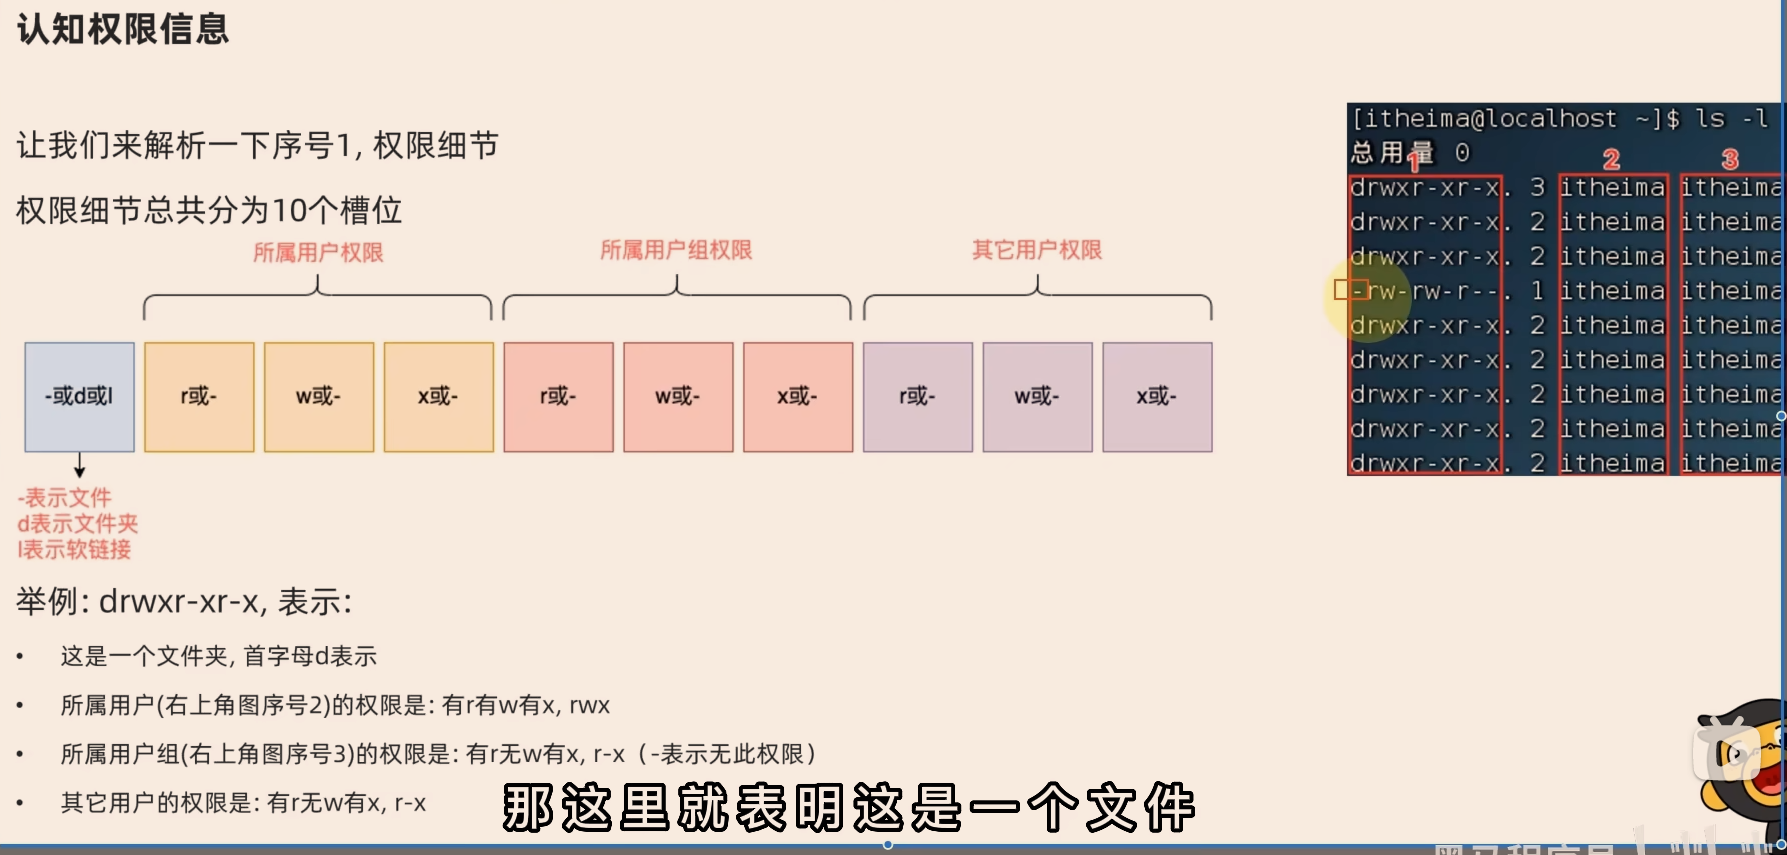 认知权限信息
让我们来解析一下序号1, 权限细节
权限细节总共分为10个槽位
所属用户权限
所属用户组权限
其它用户权限
-或d或l
r或-
w或-
x或-
r或-
w或-
x或-
r或-
w或-
x或-
-表示文件
d表示文件夹
l表示软链接
[itheima@localhost ~]$ ls -l
总用量 0
1
2
3
drwxr-xr-x. 3 itheima itheima
drwxr-xr-x. 2 itheima itheima
drwxr-xr-x. 2 itheima itheima
-rw-rw-r--. 1 itheima itheima
drwxr-xr-x. 2 itheima itheima
drwxr-xr-x. 2 itheima itheima
drwxr-xr-x. 2 itheima itheima
drwxr-xr-x. 2 itheima itheima
drwxr-xr-x. 2 itheima itheima
举例: drwxr-xr-x, 表示:
• 这是一个文件夹, 首字母d表示
• 所属用户(右上角图序号2)的权限是: 有r有w有x, rwx
• 所属用户组(右上角图序号3)的权限是: 有r无w有x, r-x（-表示无此权限）
• 其它用户的权限是: 有r无w有x, r-x
那这里就表明这是一个文件